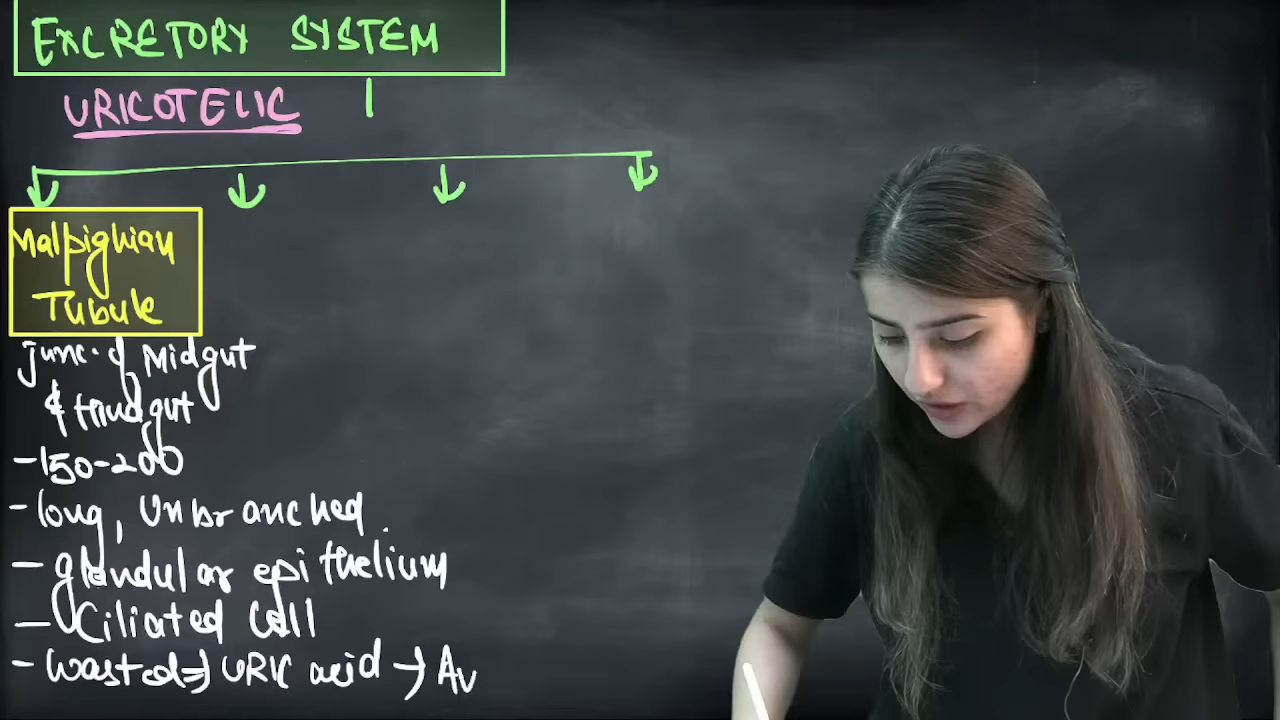 EXCRETORY SYSTEM
URICOTELIC
Malpighian
Tubule
junc. of Midgut
& Hindgut
-150-200
- long, Unbranched
- glandular epithelium
- Ciliated Cell
- Wasted => URIC acid -> Av